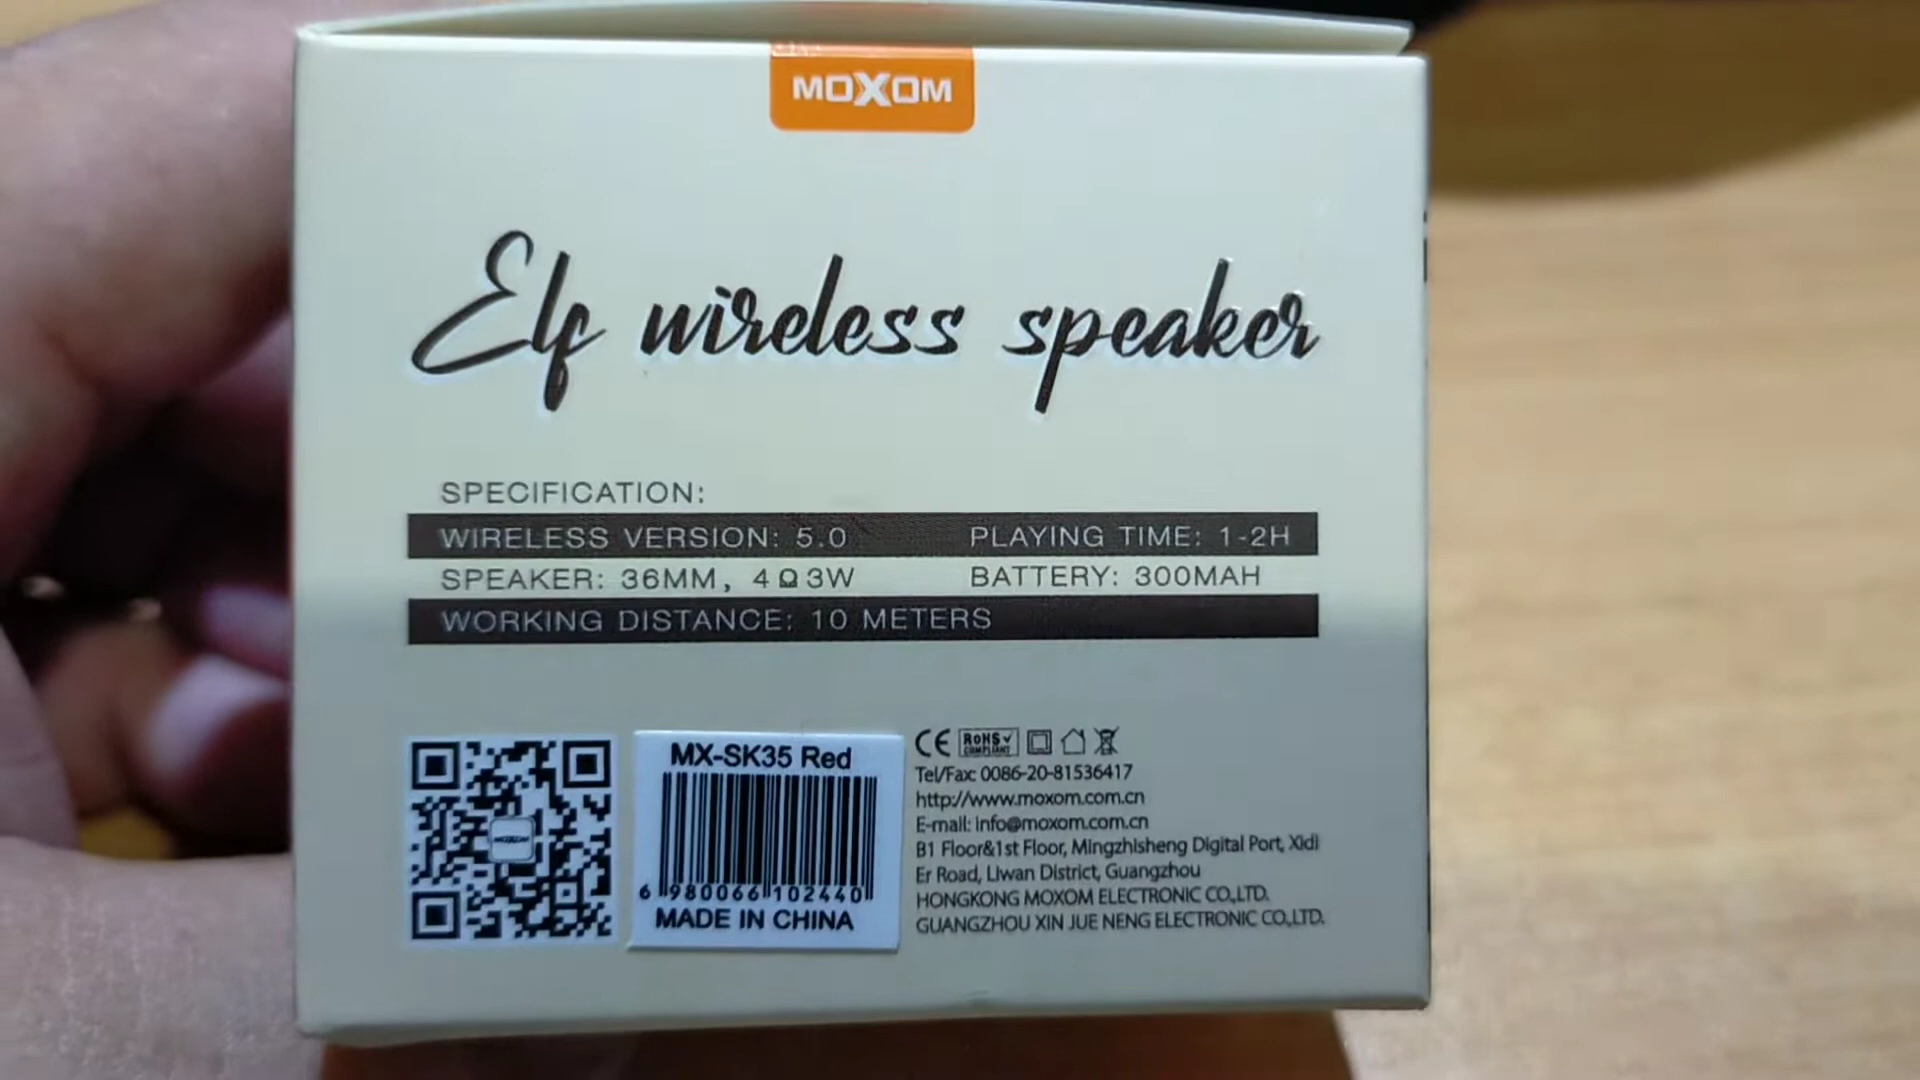 MOXOM
Elf wireless speaker
SPECIFICATION:
WIRELESS VERSION: 5.0 PLAYING TIME: 1-2H
SPEAKER: 36MM, 4Ω3W BATTERY: 300MAH
WORKING DISTANCE: 10 METERS
MOXOM
MX-SK35 Red
6 980066 102440
MADE IN CHINA
CE RoHS COMPLIANT
Tel/Fax: 0086-20-81536417
http://www.moxom.com.cn
E-mail: info@moxom.com.cn
B1 Floor&1st Floor, Mingzhisheng Digital Port, Xidi
Er Road, Liwan District, Guangzhou
HONGKONG MOXOM ELECTRONIC CO.,LTD.
GUANGZHOU XIN JUE NENG ELECTRONIC CO.,LTD.